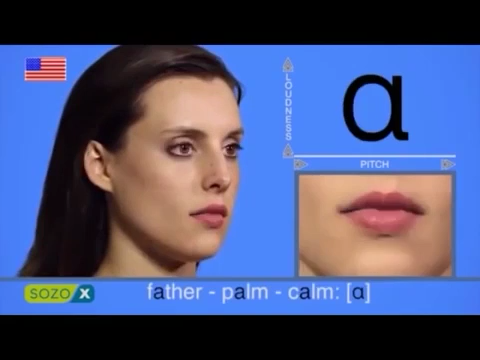 LOUDNESS
ɑ
PITCH
SOZO X
father - palm - calm: [ɑ]